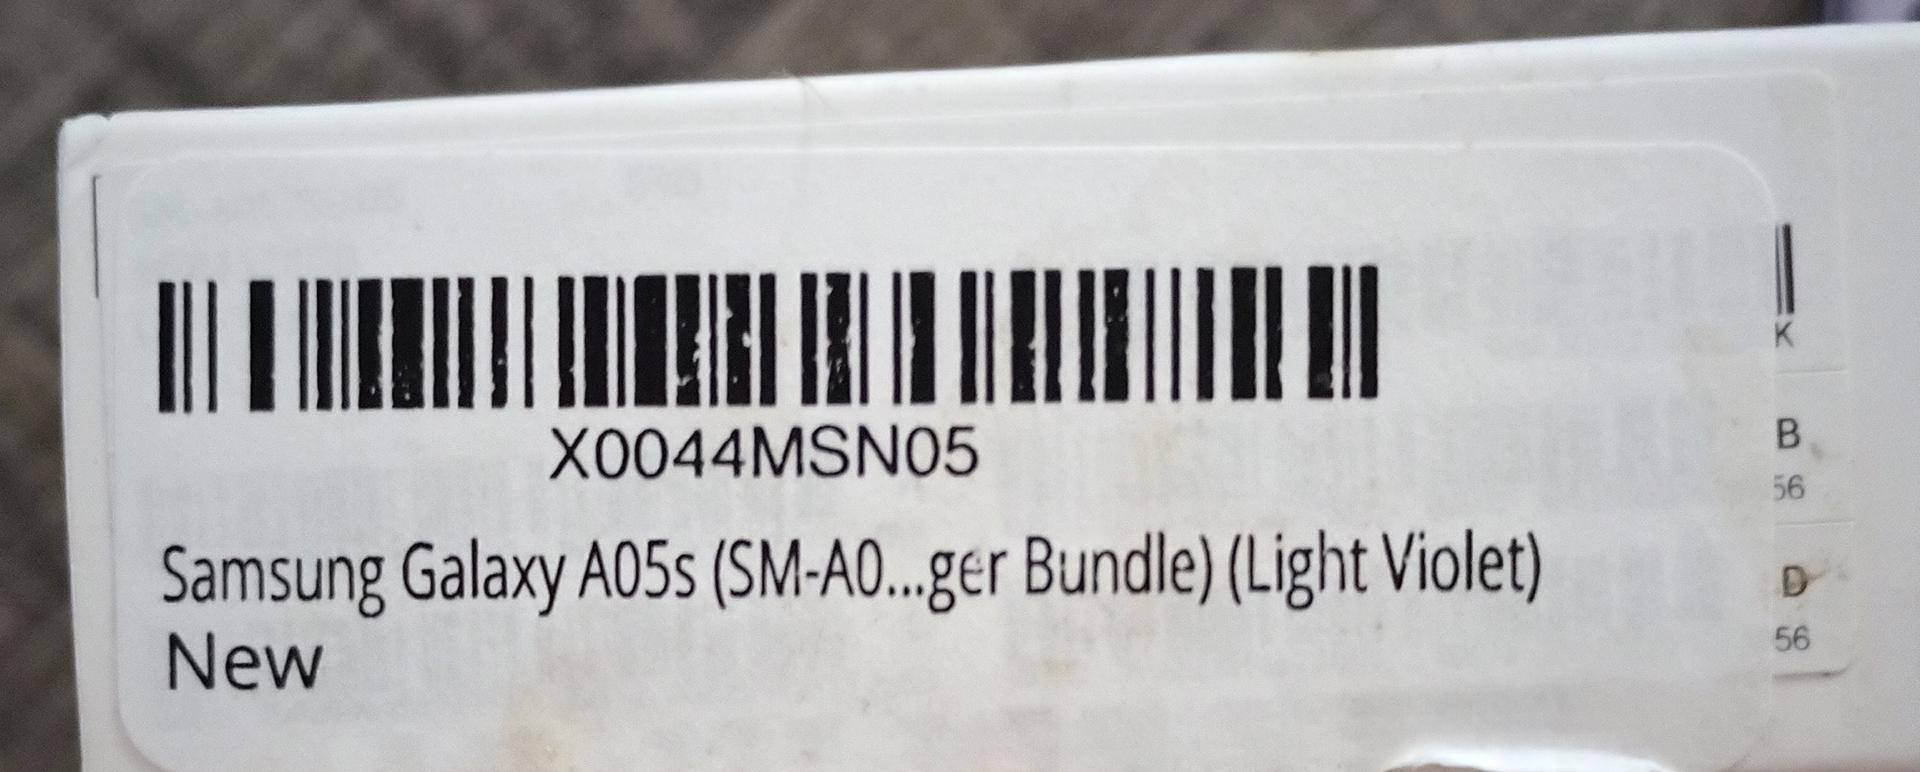 X0044MSN05
K
B
56
Samsung Galaxy A05s (SM-A0...ger Bundle) (Light Violet)
D
New
56